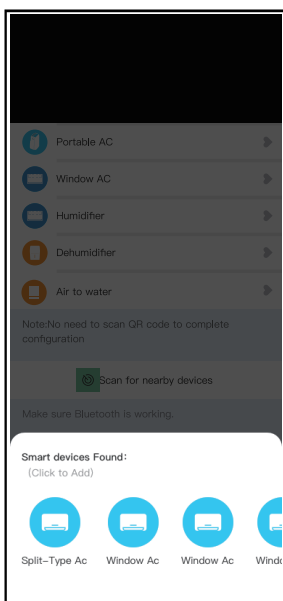 Portable AC
Window AC
Humidifier
Dehumidifier
Air to water
Note:No need to scan QR code to complete
configuration
Scan for nearby devices
Make sure Bluetooth is working.
Smart devices Found:
(Click to Add)
Split-Type Ac Window Ac Window Ac Windo